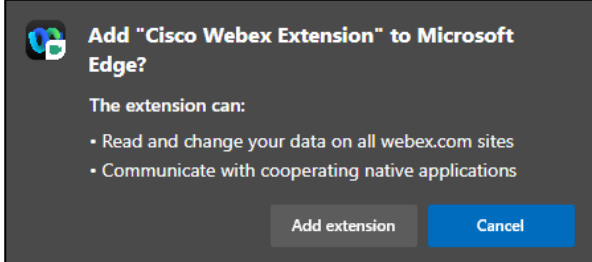 Add "Cisco Webex Extension" to Microsoft
Edge?
The extension can:
• Read and change your data on all webex.com sites
• Communicate with cooperating native applications
Add extension
Cancel